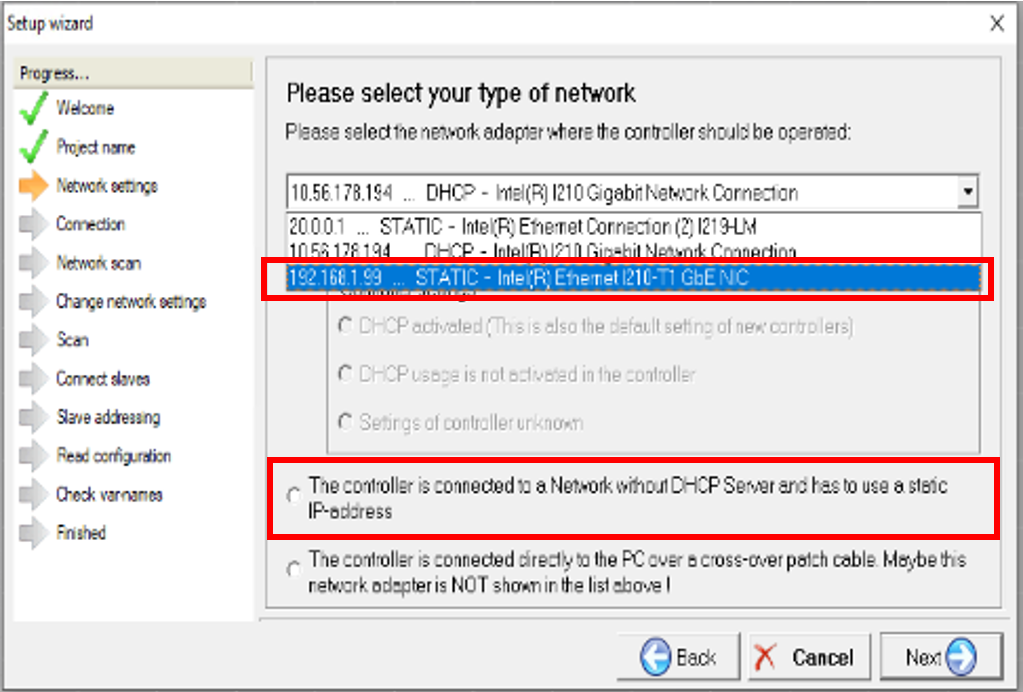 Setup wizard
Progress...
Welcome
Project name
Network settings
Connection
Network scan
Change network settings
Scan
Connect slaves
Slave addressing
Read configuration
Check var-names
Finished
Please select your type of network
Please select the network adapter where the controller should be operated:
10.56.178.194 ... DHCP - Intel(R) I210 Gigabit Network Connection
20.0.0.1 ... STATIC - Intel(R) Ethernet Connection (2) I219-LM
10.56.178.194 ... DHCP - Intel(R) I210 Gigabit Network Connection
192.168.1.99 ... STATIC - Intel(R) Ethernet I210-T1 GbE NIC
Controller settings
DHCP activated (This is also the default setting of new controllers)
DHCP usage is not activated in the controller
Settings of controller unknown
The controller is connected to a Network without DHCP Server and has to use a static
IP-address
The controller is connected directly to the PC over a cross-over patch cable. Maybe this
network adapter is NOT shown in the list above !
Back
Cancel
Next